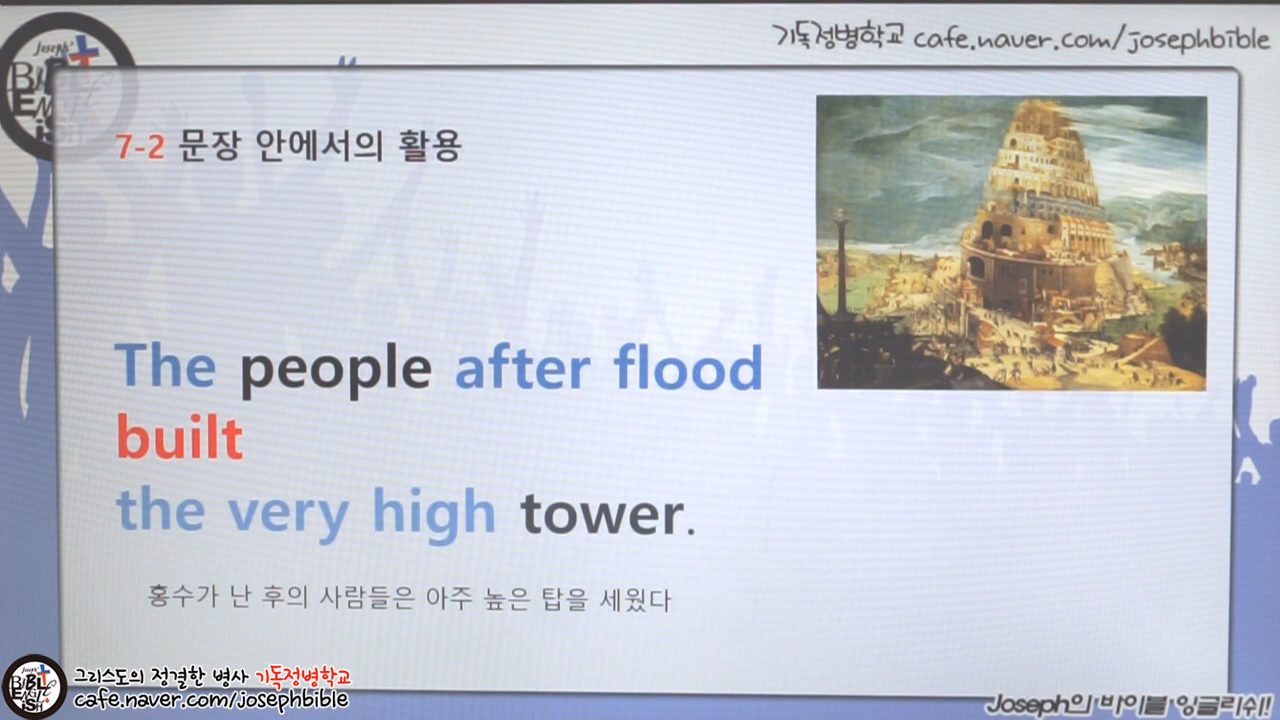 기독정병학교 cafe.naver.com/josephbible
Joseph'
BIBLE
ENGL
iSH
7-2 문장 안에서의 활용
The people after flood
built
the very high tower.
홍수가 난 후의 사람들은 아주 높은 탑을 세웠다
그리스도의 정결한 병사 기독정병학교
cafe.naver.com/josephbible
Joseph의 바이블 잉글리쉬!